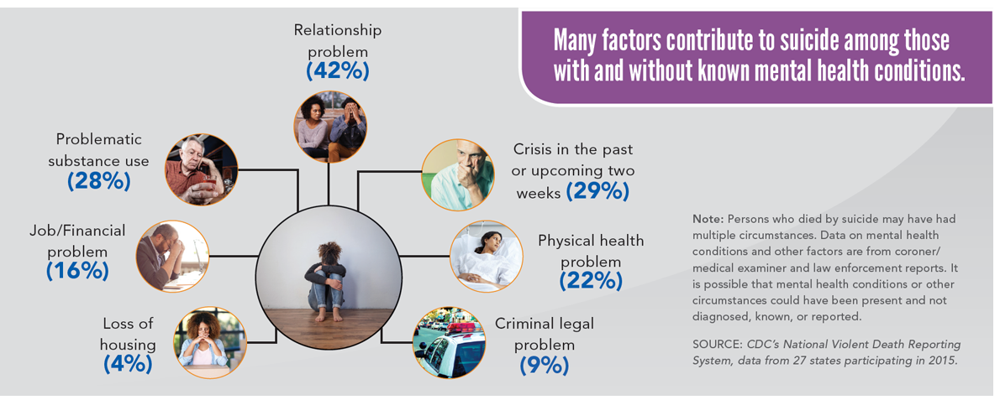 Many factors contribute to suicide among those
with and without known mental health conditions.
Relationship
problem
(42%)
Problematic
substance use
(28%)
Crisis in the past
or upcoming two
weeks (29%)
Job/Financial
problem
(16%)
Physical health
problem
(22%)
Loss of
housing
(4%)
Criminal legal
problem
(9%)
Note: Persons who died by suicide may have had
multiple circumstances. Data on mental health
conditions and other factors are from coroner/
medical examiner and law enforcement reports. It
is possible that mental health conditions or other
circumstances could have been present and not
diagnosed, known, or reported.
SOURCE: CDC's National Violent Death Reporting
System, data from 27 states participating in 2015.